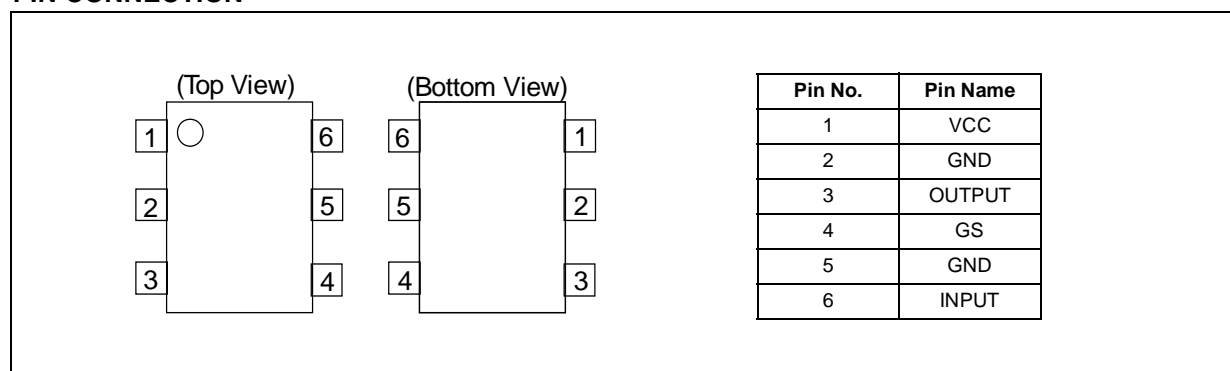 PIN CONNECTION
(Top View)
1 6
2 5
3 4
(Bottom View)
6 1
5 2
4 3
Pin No. Pin Name
1 VCC
2 GND
3 OUTPUT
4 GS
5 GND
6 INPUT